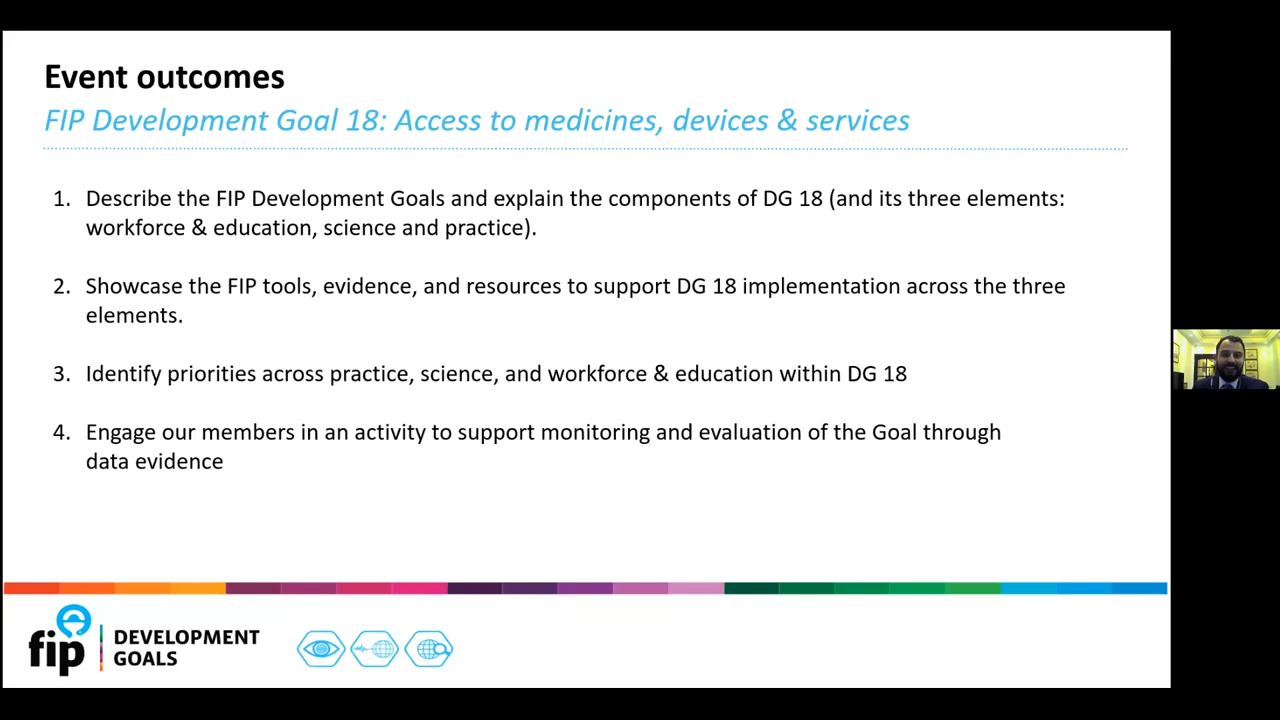 Event outcomes
FIP Development Goal 18: Access to medicines, devices & services
1. Describe the FIP Development Goals and explain the components of DG 18 (and its three elements:
workforce & education, science and practice).
2. Showcase the FIP tools, evidence, and resources to support DG 18 implementation across the three
elements.
3. Identify priorities across practice, science, and workforce & education within DG 18
4. Engage our members in an activity to support monitoring and evaluation of the Goal through
data evidence
fip
DEVELOPMENT
GOALS